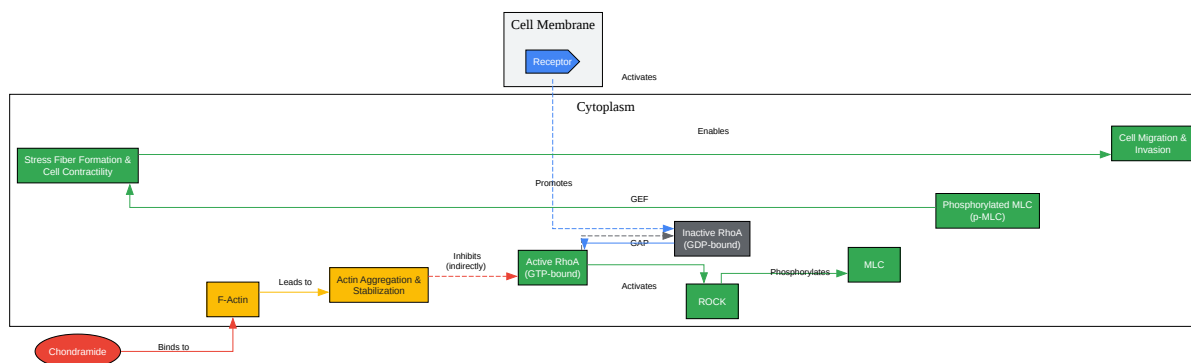 Cell Membrane
Receptor
Activates
Cytoplasm
Enables
Stress Fiber Formation &
Cell Contractility
Cell Migration &
Invasion
Promotes
GEF
Phosphorylated MLC
(p-MLC)
Inactive RhoA
(GDP-bound)
GAP
Inhibits
(indirectly)
Active RhoA
(GTP-bound)
MLC
Phosphorylates
Leads to
Actin Aggregation &
Stabilization
Activates
F-Actin
ROCK
Chondramide
Binds to